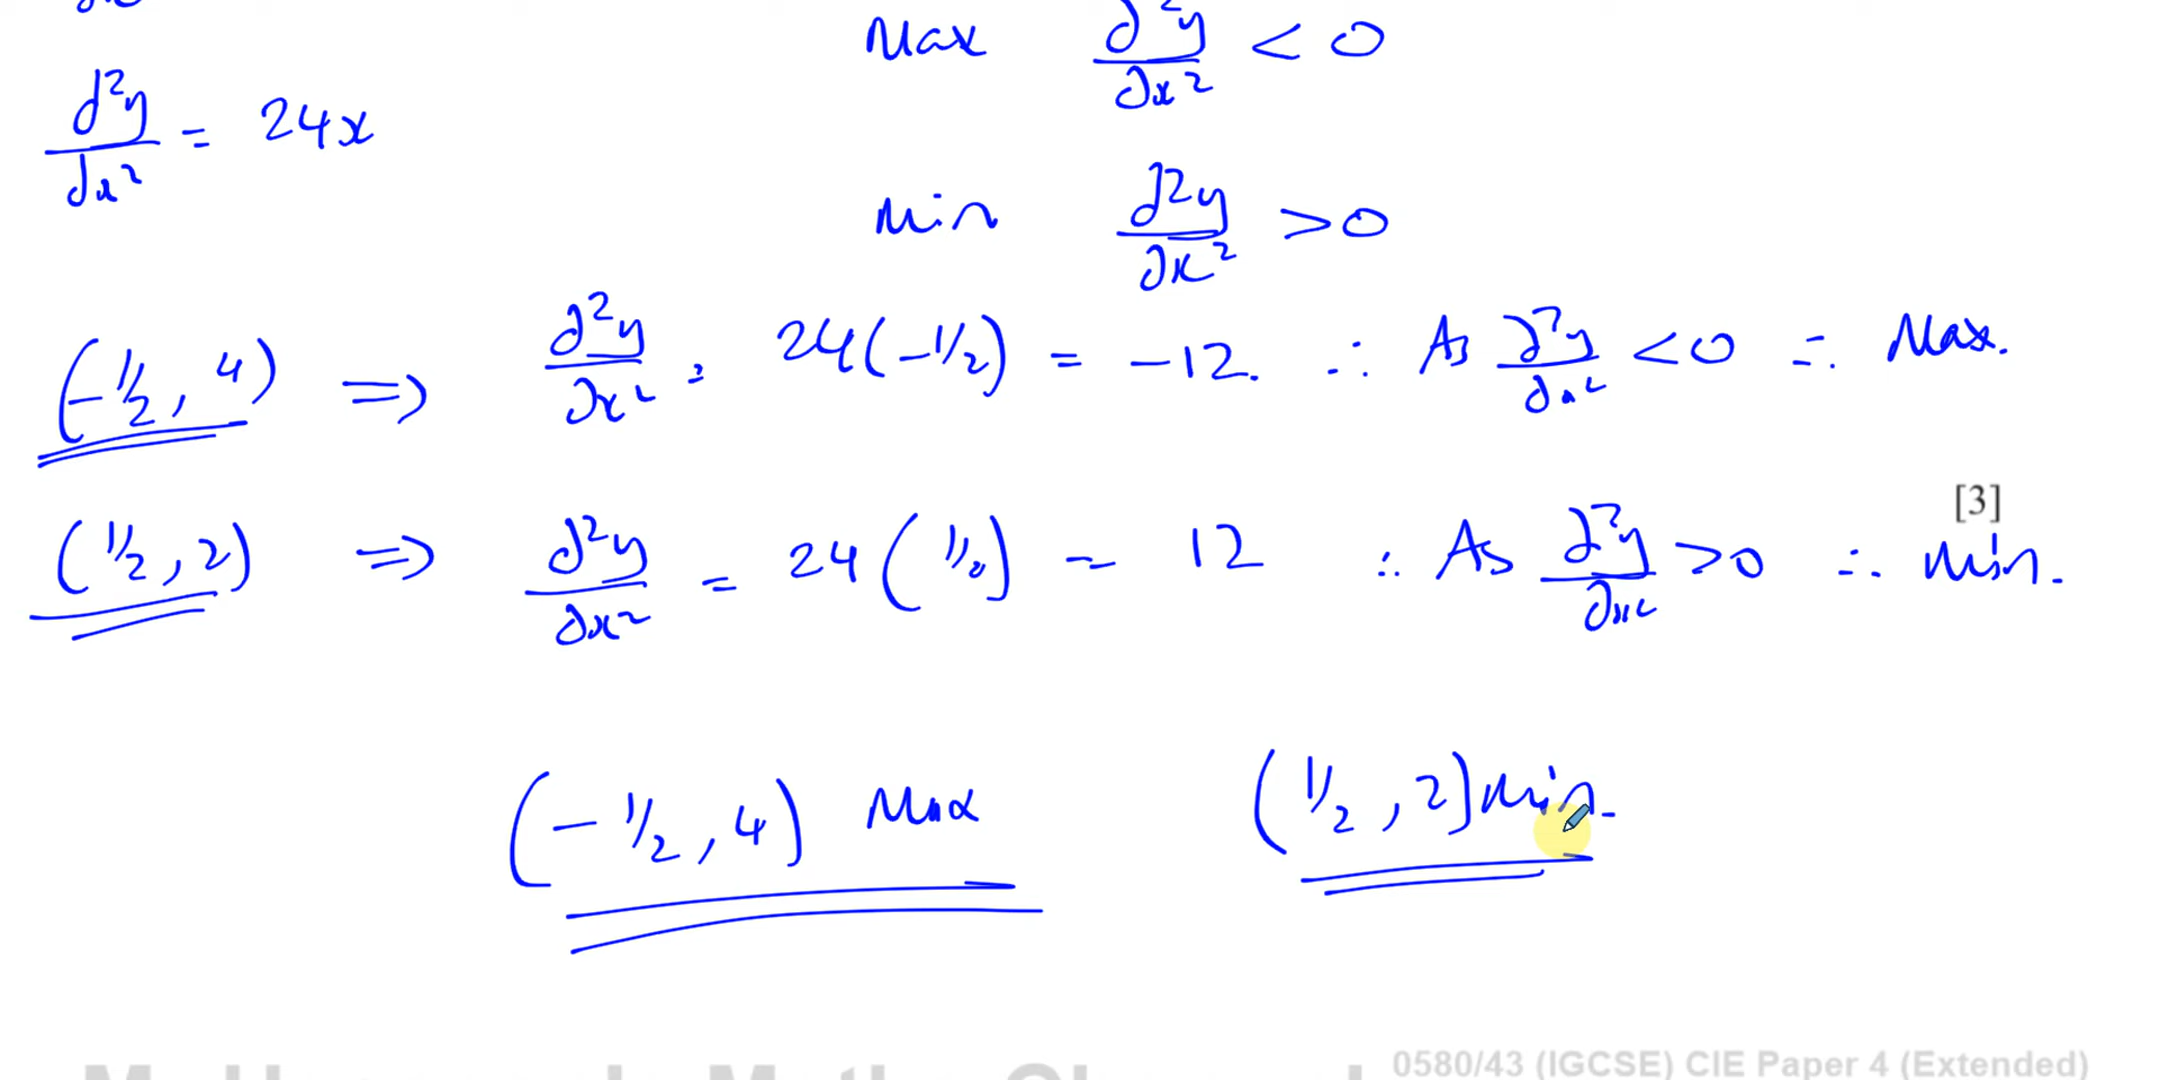 Max d²y/dx² < 0
d²y/dx² = 24x
Min d²y/dx² > 0
(-1/2, 4) ⇒ d²y/dx² = 24(-1/2) = -12. ∴ As d²y/dx² < 0 ∴ Max.
[3]
(1/2, 2) ⇒ d²y/dx² = 24(1/2) = 12 ∴ As d²y/dx² > 0 ∴ Min.
(-1/2, 4) Max (1/2, 2) Min.
0580/43 (IGCSE) CIE Paper 4 (Extended)